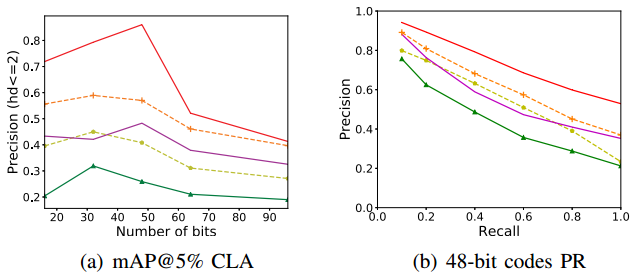 Precision (hd<=2)
0.8
0.7
0.6
0.5
0.4
0.3
0.2
20 30 40 50 60 70 80 90
Number of bits
(a) mAP@5% CLA
Precision
1.0
0.8
0.6
0.4
0.2
0.0
0.0 0.2 0.4 0.6 0.8 1.0
Recall
(b) 48-bit codes PR